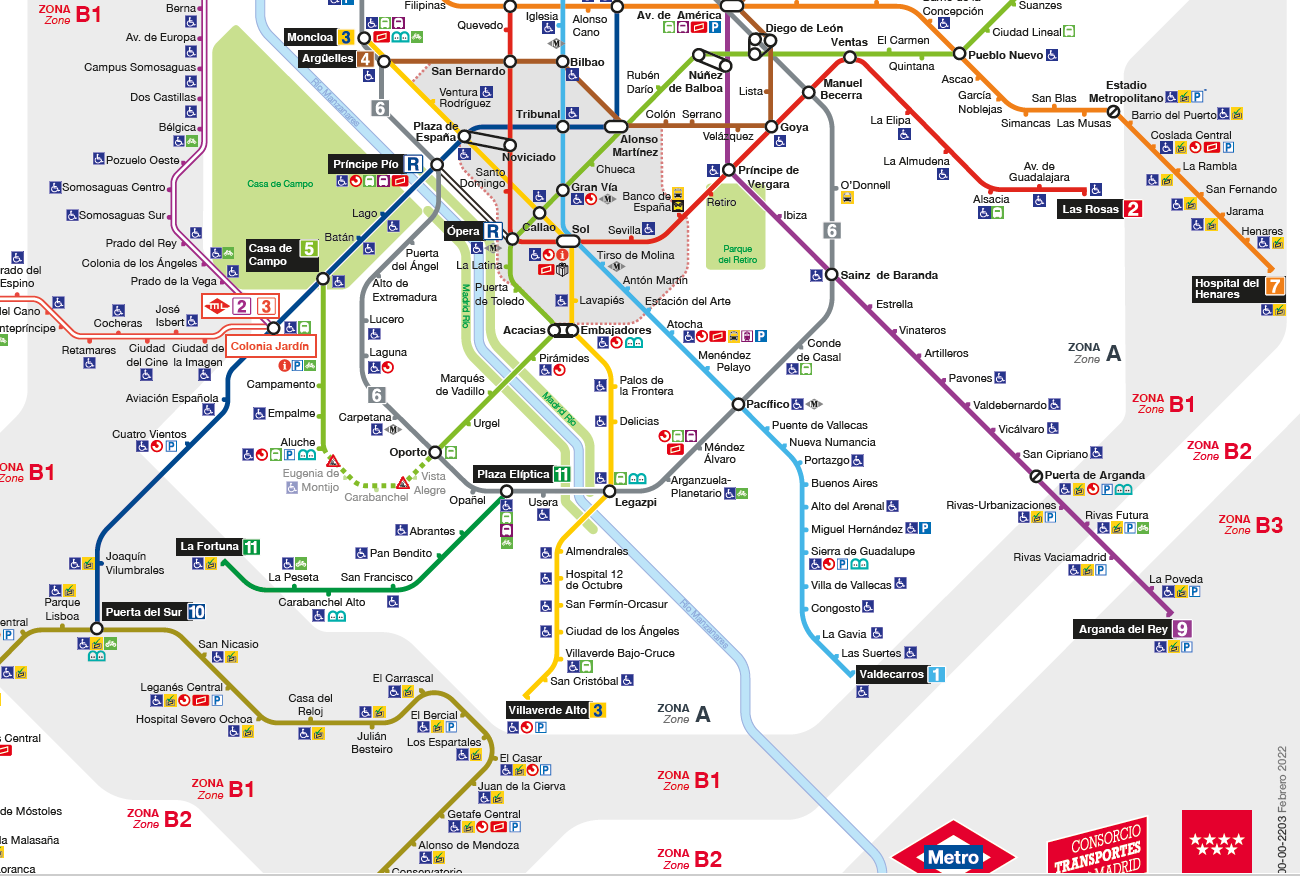 ZONA
Zone B1
Berna
Av. de Europa
Campus Somosaguas
Dos Castillas
Bélgica
Pozuelo Oeste
Somosaguas Centro
Somosaguas Sur
Prado del Rey
Colonia de los Ángeles
Prado de la Vega
Filipinas
Quevedo
Iglesia
Alonso
Cano
Av. de América
Diego de León
Concepción
Suanzes
Ciudad Lineal
Moncloa 3
Argüelles 4
San Bernardo
Bilbao
Rubén
Darío
Núñez
de Balboa
Lista
Ventas
El Carmen
Quintana
Pueblo Nuevo
Ascao
García
Noblejas
San Blas
Simancas
Las Musas
Estadio
Metropolitano
Barrio del Puerto
Coslada Central
La Rambla
San Fernando
Jarama
Henares
Hospital del
Henares 7
Río Manzanares
6
Ventura
Rodríguez
Tribunal
Colón
Serrano
Velázquez
Manuel
Becerra
Goya
La Elipa
La Almudena
Av. de
Guadalajara
Alsacia
Las Rosas 2
Plaza de
España
Noviciado
Alonso
Martínez
Casa de Campo
Príncipe Pío R
Santo
Domingo
Chueca
Gran Vía
Banco de
España
Príncipe de
Vergara
Retiro
O'Donnell
Ibiza
Parque
del Retiro
6
Sainz de Baranda
Lago
Batán
Casa de
Campo 5
Ópera R
Callao
Sol
Sevilla
Puerta
del Ángel
La Latina
Tirso de Molina
Antón Martín
Puerta
de Toledo
Lavapiés
Estación del Arte
Alto de
Extremadura
Madrid Río
Estrella
Vinateros
Artilleros
Pavones
Valdebernardo
Vicálvaro
San Cipriano
Puerta de Arganda
Rivas-Urbanizaciones
Rivas Futura
Rivas Vaciamadrid
La Poveda
Arganda del Rey 9
rado del
Espino
el Cano
ntepríncipe
Retamares
Cocheras
Ciudad
del Cine
José
Isbert
Ciudad de
la Imagen
ml 2 3
Colonia Jardín
Lucero
Laguna
6
Carpetana
Acacias
Embajadores
Atocha
Pirámides
Menéndez
Pelayo
Conde
de Casal
Pacífico
Marqués
de Vadillo
Urgel
Palos de
la Frontera
Delicias
Madrid Río
Campamento
Aviación Española
Empalme
Cuatro Vientos
Aluche
Eugenia de
Montijo
Carabanchel
Vista
Alegre
Oporto
Opañel
Plaza Elíptica 11
Usera
Legazpi
Méndez
Álvaro
Arganzuela-
Planetario
Puente de Vallecas
Nueva Numancia
Portazgo
Buenos Aires
Alto del Arenal
Miguel Hernández
Sierra de Guadalupe
Villa de Vallecas
Congosto
La Gavia
Las Suertes
Valdecarros 1
ZONA
Zone A
ZONA
Zone B1
ZONA
Zone B2
ZONA
Zone B3
B1
La Fortuna 11
La Peseta
Carabanchel Alto
San Francisco
Pan Bendito
Abrantes
Joaquín
Vilumbrales
Parque
Lisboa
Puerta del Sur 10
entral
San Nicasio
Leganés Central
Hospital Severo Ochoa
Casa del
Reloj
Julián
Besteiro
El Carrascal
El Bercial
Los Espartales
El Casar
Juan de la Cierva
Getafe Central
Alonso de Mendoza
Conservatorio
Almendrales
Hospital 12
de Octubre
San Fermín-Orcasur
Ciudad de los Ángeles
Villaverde Bajo-Cruce
San Cristóbal
Villaverde Alto 3
Río Manzanares
ZONA
Zone A
ZONA
Zone B1
ZONA
Zone B2
ZONA
Zone B1
ZONA
Zone B2
s Central
de Móstoles
la Malasaña
oranca
Metro
CONSORCIO
TRANSPORTES
MADRID
00-00-2203 Febrero 2022